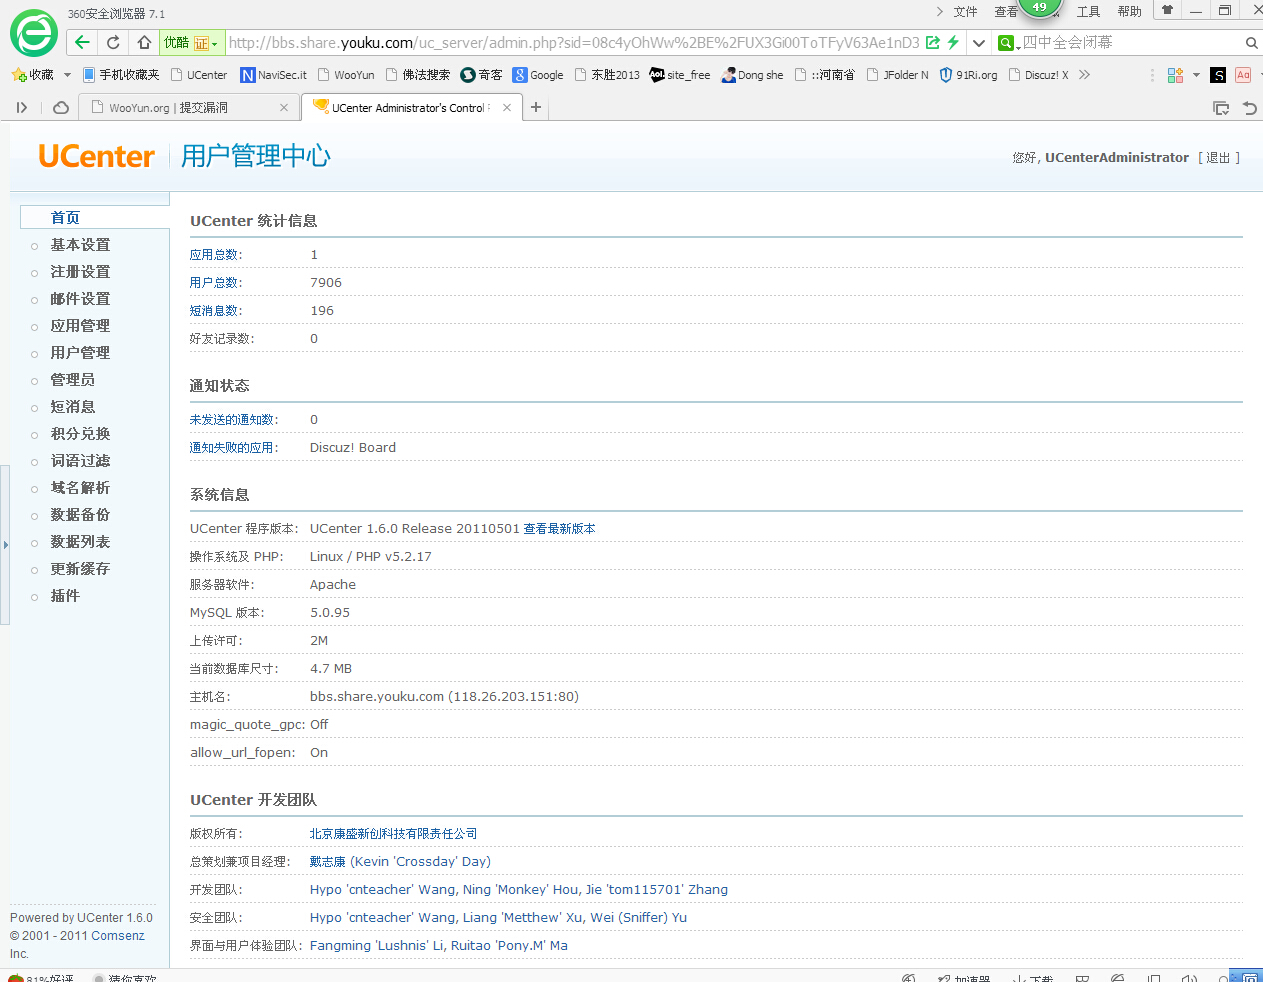 360安全浏览器 7.1
文件 查看 49 工具 帮助
优酷 证 http://bbs.share.youku.com/uc_server/admin.php?sid=08c4yOhWw%2BE%2FUX3G00ToTFyV63Ae1nD3 四中全会闭幕
收藏 手机收藏夹 UCenter NaviSec.it WooYun 佛法搜索 奇客 Google 东胜2013 site_free Dong she ::河南省 JFolder N 91Ri.org Discuz! X
WooYun.org | 提交漏洞 UCenter Administrator's Control
UCenter 用户管理中心 您好, UCenterAdministrator [ 退出 ]
首页
基本设置
注册设置
邮件设置
应用管理
用户管理
管理员
短消息
积分兑换
词语过滤
域名解析
数据备份
数据列表
更新缓存
插件
UCenter 统计信息
应用总数: 1
用户总数: 7906
短消息数: 196
好友记录数: 0
通知状态
未发送的通知数: 0
通知失败的应用: Discuz! Board
系统信息
UCenter 程序版本: UCenter 1.6.0 Release 20110501 查看最新版本
操作系统及 PHP: Linux / PHP v5.2.17
服务器软件: Apache
MySQL 版本: 5.0.95
上传许可: 2M
当前数据库尺寸: 4.7 MB
主机名: bbs.share.youku.com (118.26.203.151:80)
magic_quote_gpc: Off
allow_url_fopen: On
UCenter 开发团队
版权所有: 北京康盛新创科技有限责任公司
总策划兼项目经理: 戴志康 (Kevin 'Crossday' Day)
开发团队: Hypo 'cnteacher' Wang, Ning 'Monkey' Hou, Jie 'tom115701' Zhang
安全团队: Hypo 'cnteacher' Wang, Liang 'Metthew' Xu, Wei (Sniffer) Yu
界面与用户体验团队: Fangming 'Lushnis' Li, Ruitao 'Pony.M' Ma
Powered by UCenter 1.6.0
© 2001 - 2011 Comsenz
Inc.
81%好评 猜你喜欢 加速器 下载